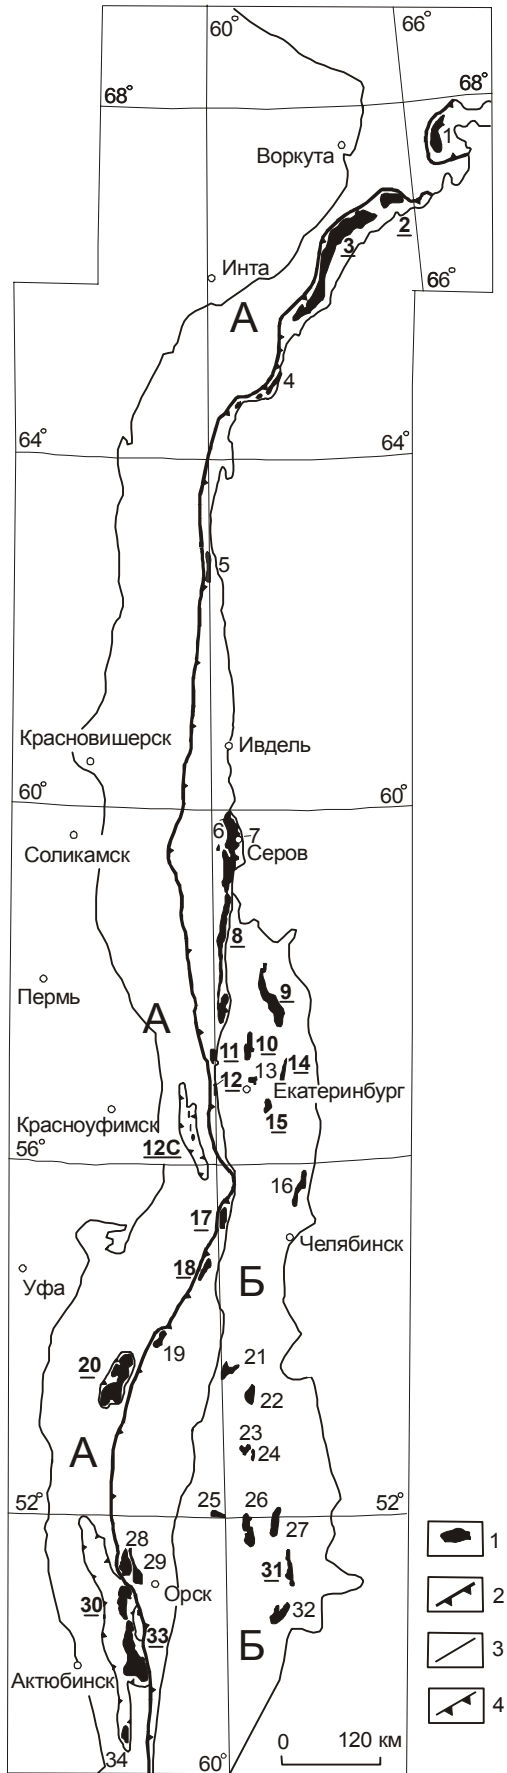 60°
66°
68°
68°
1
Воркута
2
3
Инта
66°
А
4
64°
64°
5
Красновишерск
Ивдель
60°
60°
6
7
Соликамск
Серов
8
Пермь
9
А
11
10
14
12
13
Екатеринбург
Красноуфимск
15
12С
56°
16
17
Челябинск
18
Б
Уфа
19
20
21
22
А
23
24
52°
25
26
27
52°
28
29
31
Орск
30
32
33
Б
Актюбинск
34
60°
0
120 км
1
2
3
4